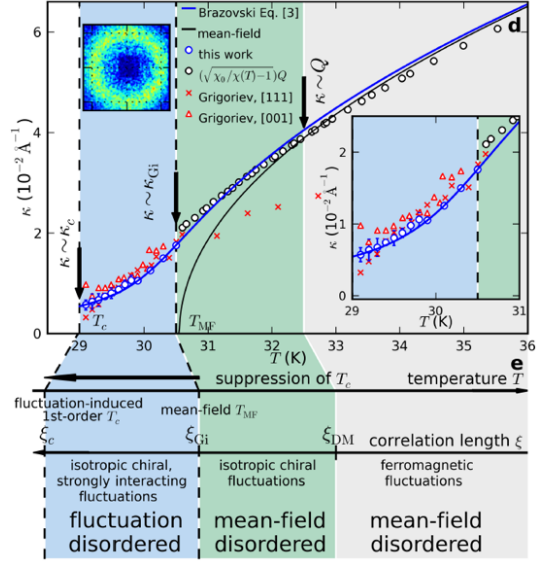 d
Brazovski Eq. [3]
mean-field
this work
(√χ₀/χ(T)−1)Q
Grigoriev, [111]
Grigoriev, [001]
κ (10⁻² Å⁻¹)
6
4
2
0
κ∼κ_c
κ∼κ_Gi
κ∼Q
T_c
T_MF
29
30
31
32
33
34
35
36
T (K)
κ (10⁻² Å⁻¹)
2
1
0
29
30
31
T (K)
e
suppression of T_c
temperature T
fluctuation-induced
1st-order T_c
mean-field T_MF
ξ_c
ξ_Gi
ξ_DM
correlation length ξ
isotropic chiral,
strongly interacting
fluctuations
isotropic chiral
fluctuations
ferromagnetic
fluctuations
fluctuation
disordered
mean-field
disordered
mean-field
disordered